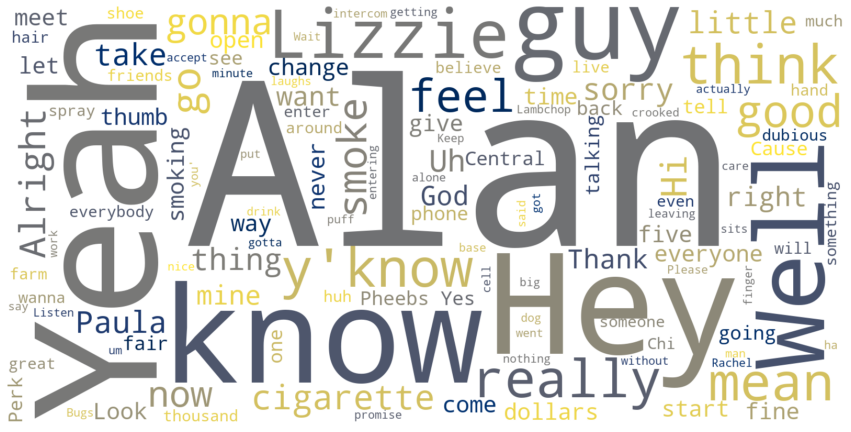 shoe
intercom getting
meet
gonna
Lizzie
guy
little
much
hair
open
Wait
take
accept
see
let
change
believe
live
think
actually
friends
minute
laughs
go
want
feel
time
sorry
tell
hand
good
spray
thumb
enter
Lambchop
back
crooked
dubious
Yeah
Alan
around
give
Keep
talking
Hi
Cause
Alright
smoking
never
smoke
entering
Uh
Central
put
you'
alone
God
said
got
even
care
right
Well
something
everybody
way
drink
puff
phone
leaving
sits
work
gotta
five
base
thing
y'know
Thank
everyone
will
nice
Please
farm
mine
huh
Pheebs
Yes
cell
big
finger
wanna
say
Listen
Paula
fair
know
Hey
dog
went
someone
going
um
one
Chi
man
ha
great
nothing
without
Rachel
Perk
now
really
mean
Look
cigarette
come
Bugs
thousand
promise
dollars
start
fine